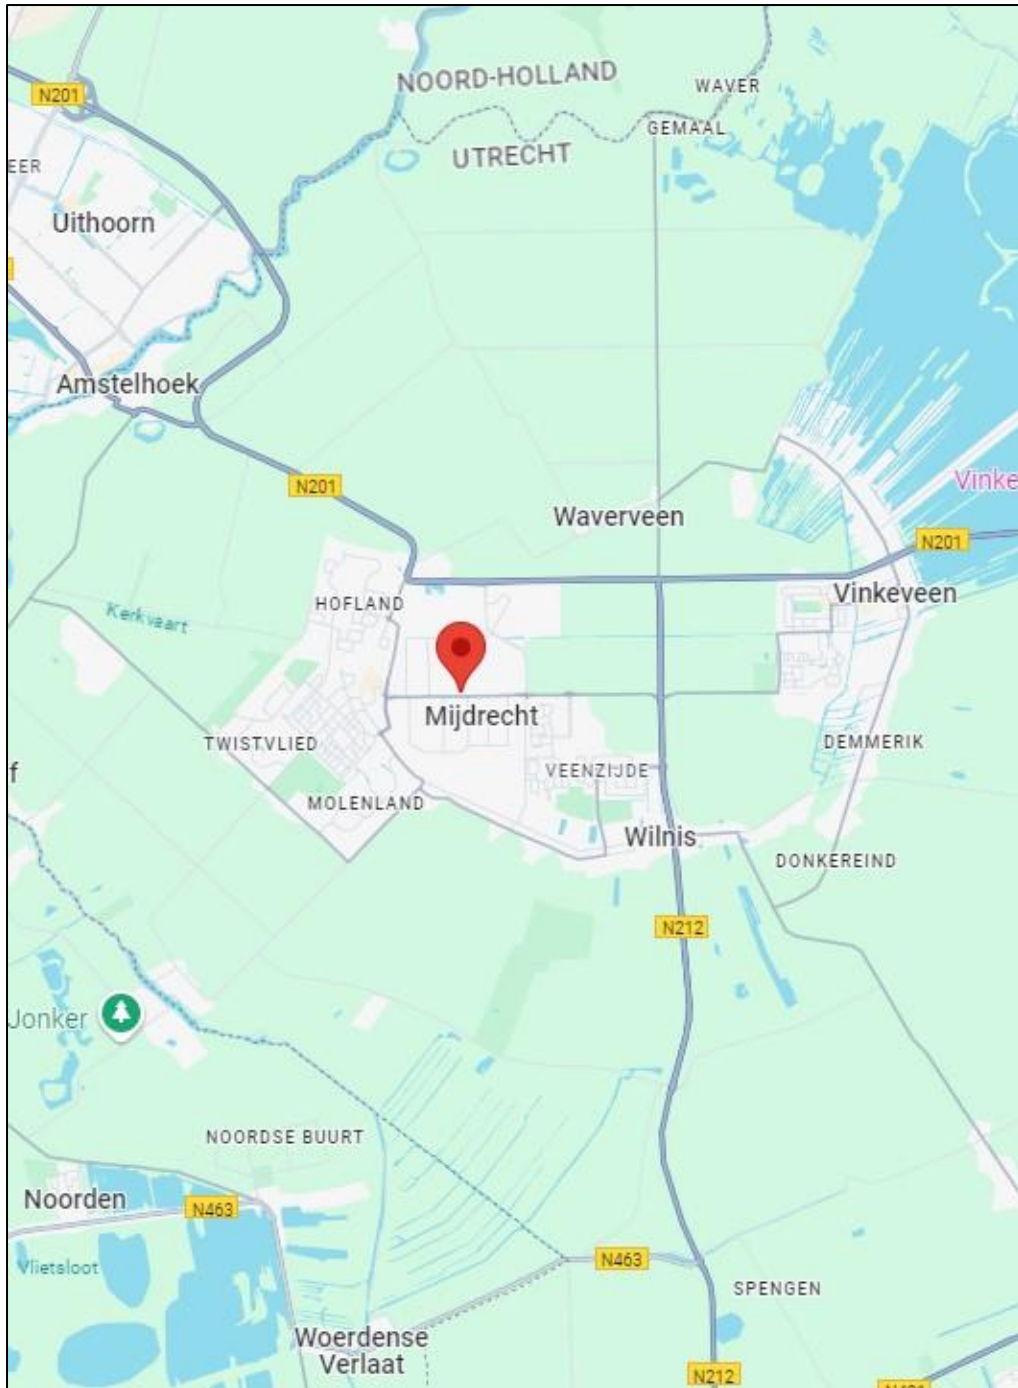 NOORD-HOLLAND
WAVER
N201
GEMAAL
UTRECHT
EER
Uithoorn
Amstelhoek
N201
Vinke
Waverveen
N201
Vinkeveen
HOFLAND
Kerkvaart
Mijdrecht
TWISTVLIED
DEMMERIK
VEENZIJDE
f
MOLENLAND
Wilnis
DONKEREIND
N212
Jonker
NOORDSE BUURT
Noorden
N463
N463
Vlietsloot
SPENGEN
Woerdense
Verlaat
N212